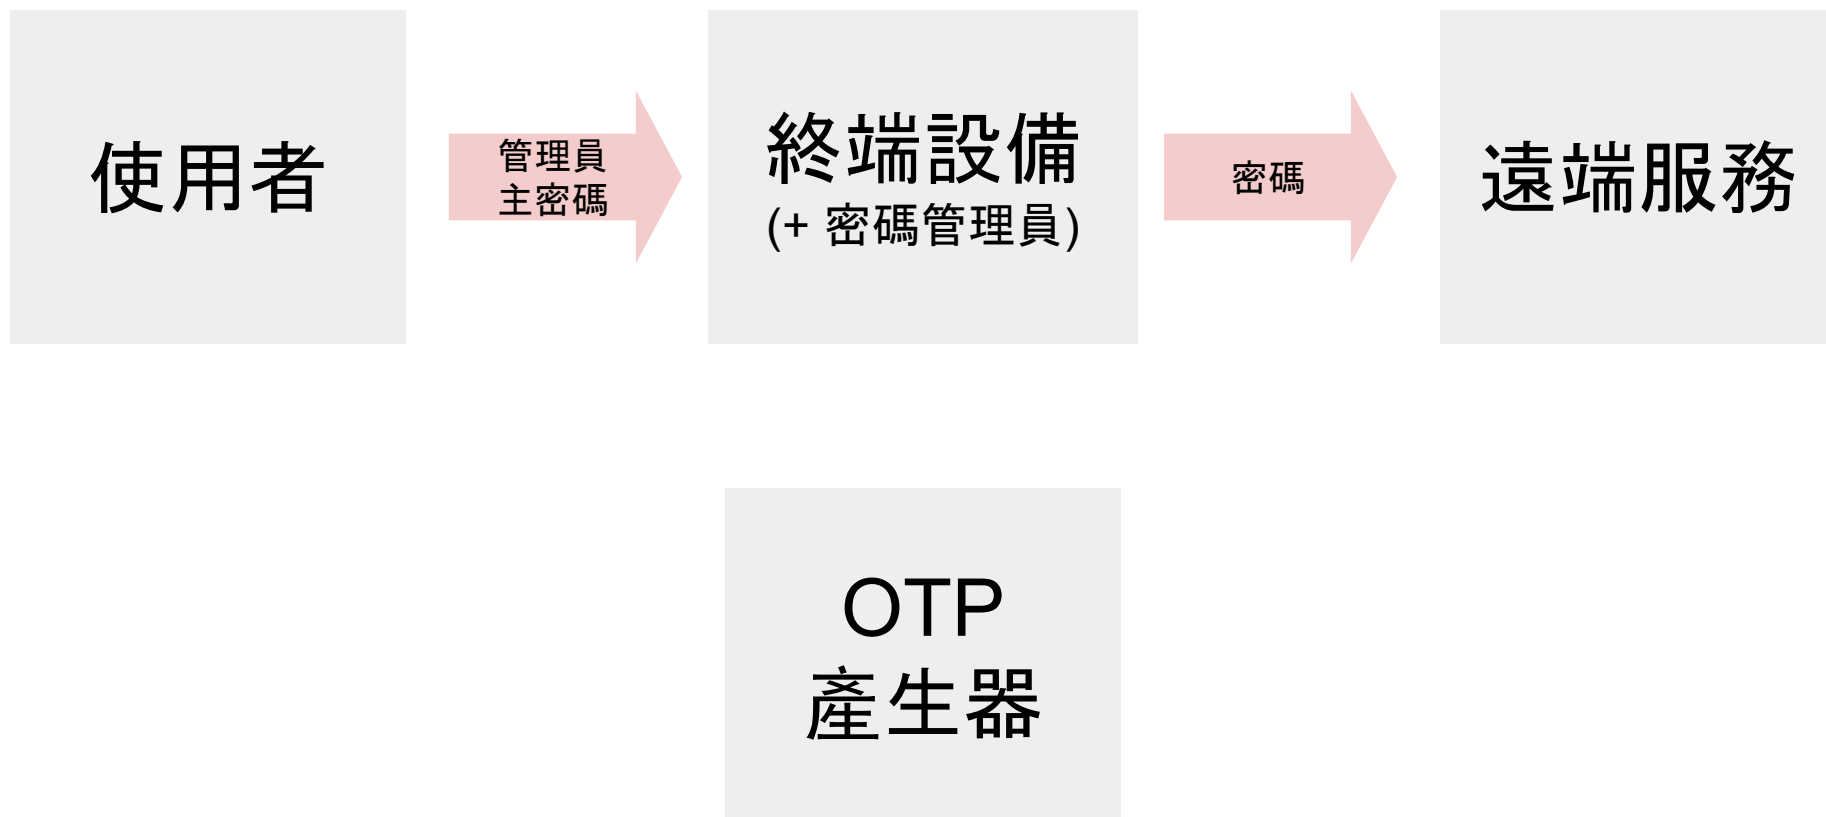 使用者
管理員
主密碼
終端設備
(+ 密碼管理員)
密碼
遠端服務
OTP
產生器